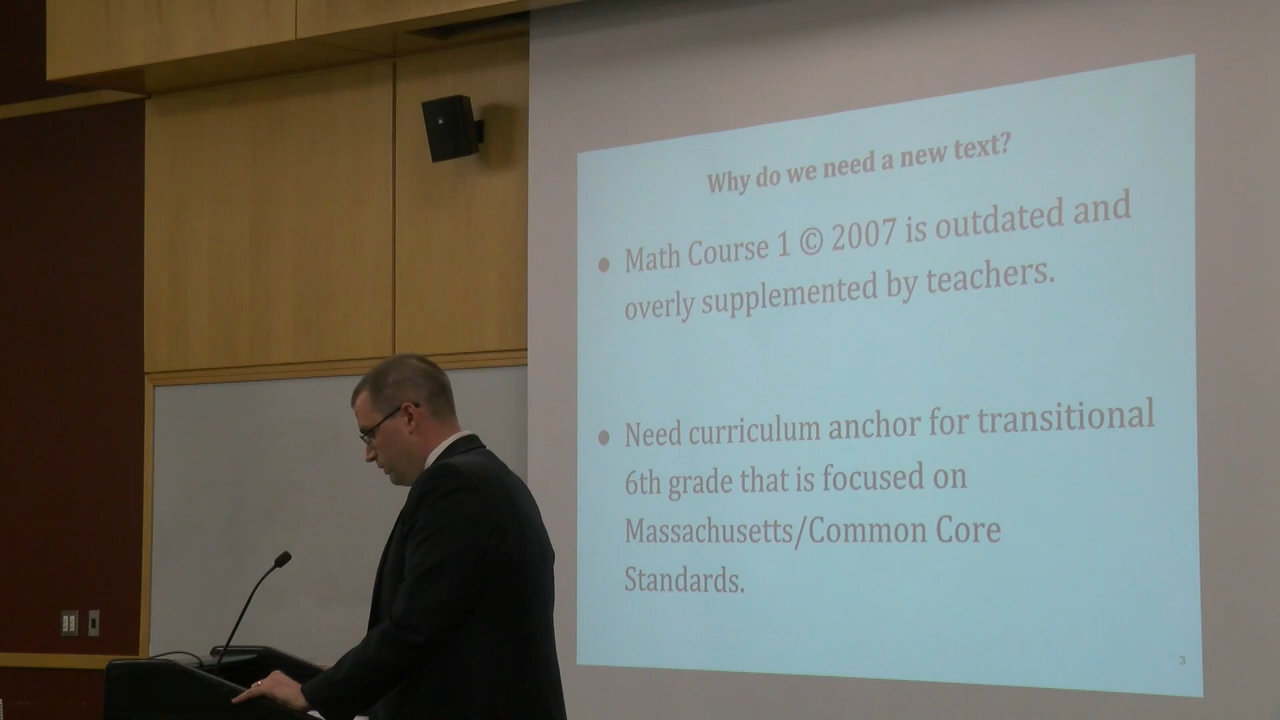 Why do we need a new text?
● Math Course 1 © 2007 is outdated and
overly supplemented by teachers.
● Need curriculum anchor for transitional
6th grade that is focused on
Massachusetts/Common Core
Standards.
3